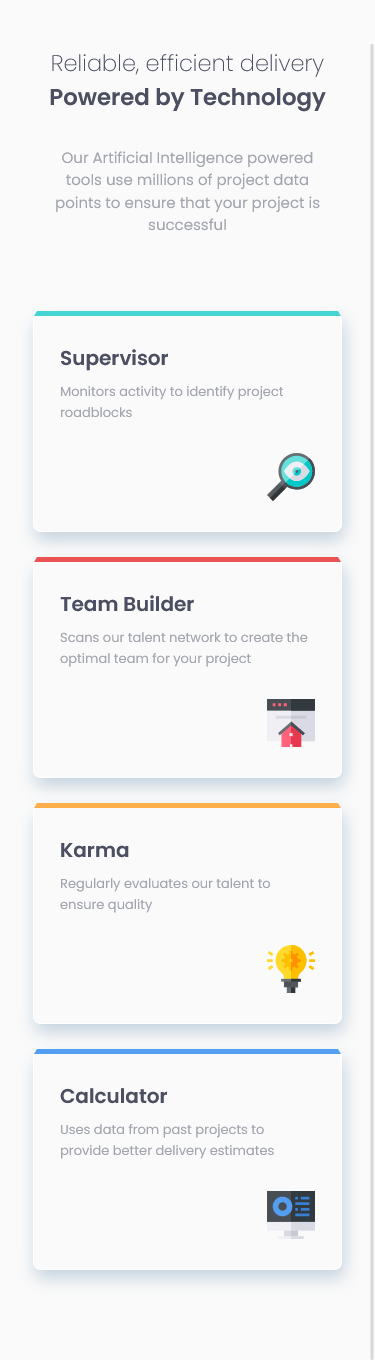 Reliable, efficient delivery
Powered by Technology
Our Artificial Intelligence powered
tools use millions of project data
points to ensure that your project is
successful
Supervisor
Monitors activity to identify project
roadblocks
Team Builder
Scans our talent network to create the
optimal team for your project
Karma
Regularly evaluates our talent to
ensure quality
Calculator
Uses data from past projects to
provide better delivery estimates